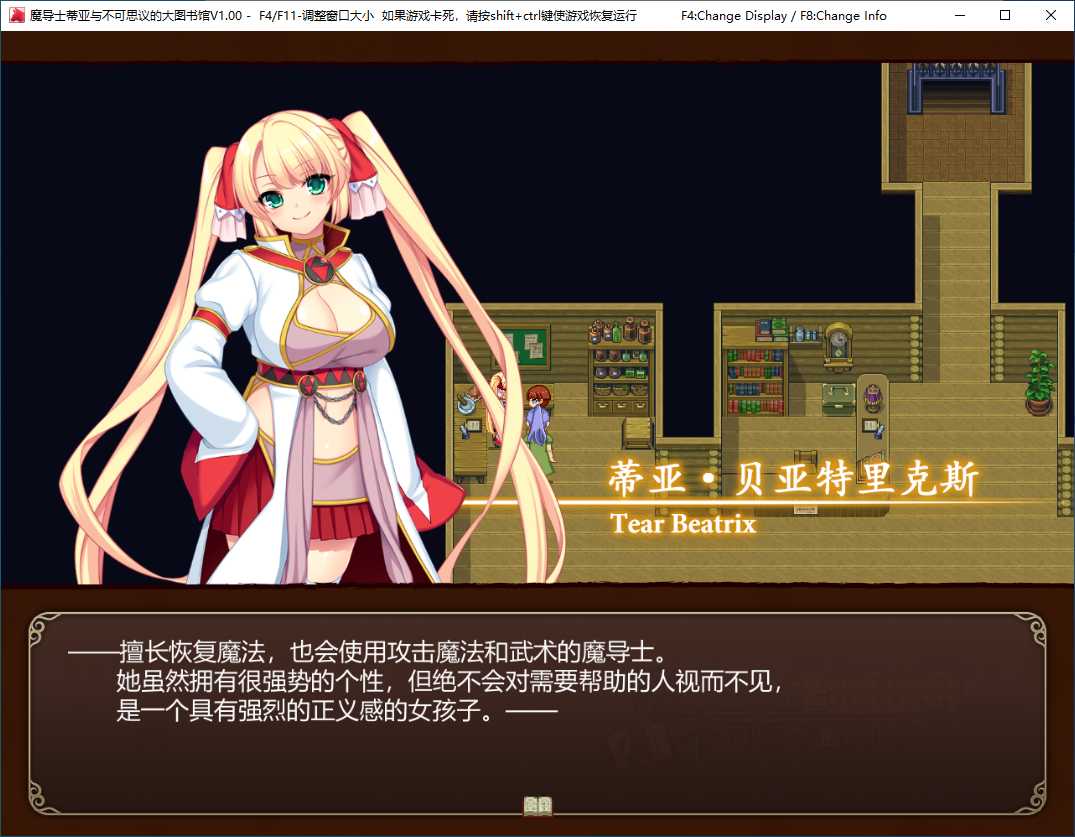 魔导士蒂亚与不可思议的大图书馆V1.00 - F4/F11-调整窗口大小 如果游戏卡死，请按shift+ctrl键使游戏恢复运行 F4:Change Display / F8:Change Info
蒂亚·贝亚特里克斯
Tear Beatrix
——擅长恢复魔法，也会使用攻击魔法和武术的魔导士。
她虽然拥有很强势的个性，但绝不会对需要帮助的人视而不见，
是一个具有强烈的正义感的女孩子。——